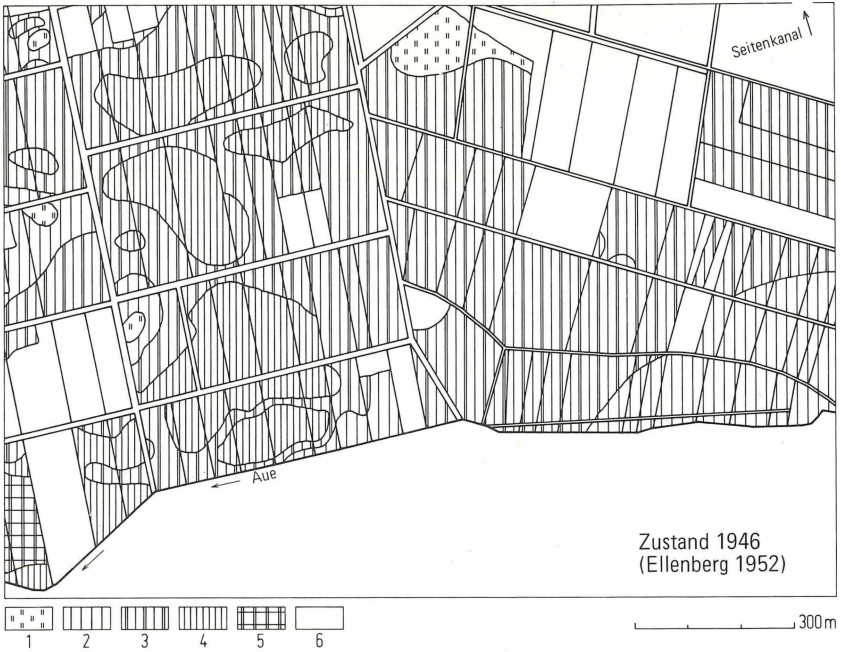 Seitenkanal
Aue
Zustand 1946
(Ellenberg 1952)
300 m
1 2 3 4 5 6